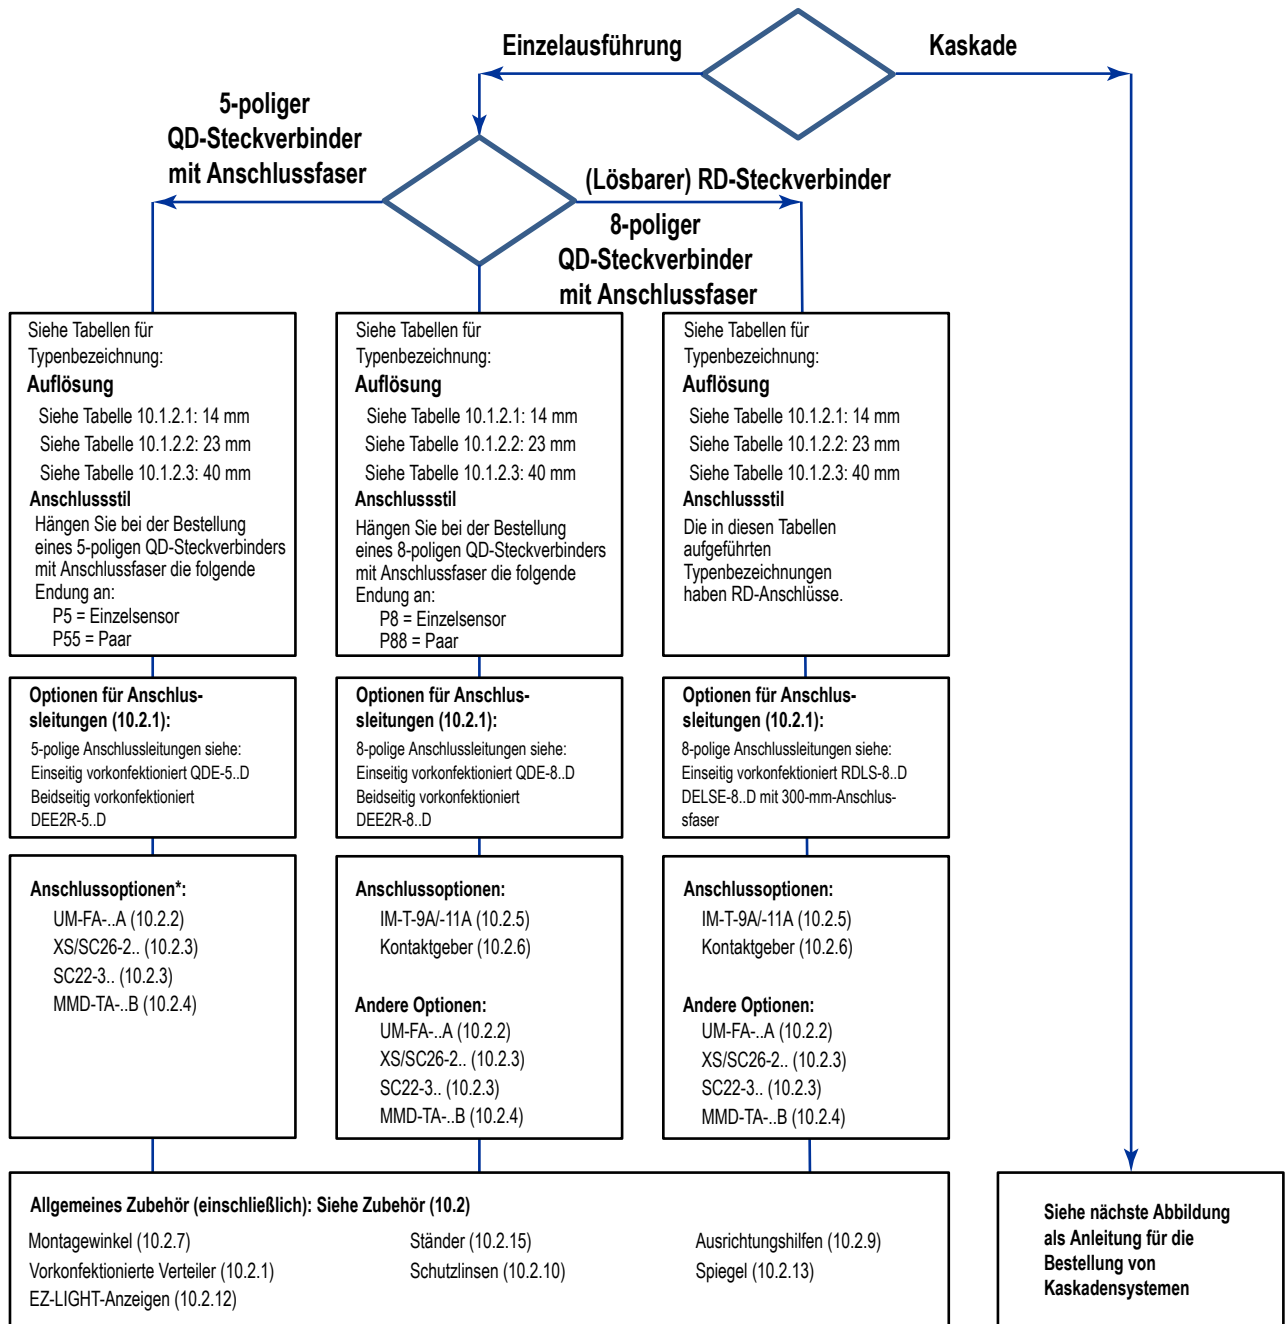 Einzelausführung
Kaskade
5-poliger
QD-Steckverbinder
mit Anschlussfaser
(Lösbarer) RD-Steckverbinder
8-poliger
QD-Steckverbinder
mit Anschlussfaser
Siehe Tabellen für
Typenbezeichnung:
Auflösung
Siehe Tabelle 10.1.2.1: 14 mm
Siehe Tabelle 10.1.2.2: 23 mm
Siehe Tabelle 10.1.2.3: 40 mm
Anschlussstil
Hängen Sie bei der Bestellung
eines 5-poligen QD-Steckverbinders
mit Anschlussfaser die folgende
Endung an:
P5 = Einzelsensor
P55 = Paar
Siehe Tabellen für
Typenbezeichnung:
Auflösung
Siehe Tabelle 10.1.2.1: 14 mm
Siehe Tabelle 10.1.2.2: 23 mm
Siehe Tabelle 10.1.2.3: 40 mm
Anschlussstil
Hängen Sie bei der Bestellung
eines 8-poligen QD-Steckverbinders
mit Anschlussfaser die folgende
Endung an:
P8 = Einzelsensor
P88 = Paar
Siehe Tabellen für
Typenbezeichnung:
Auflösung
Siehe Tabelle 10.1.2.1: 14 mm
Siehe Tabelle 10.1.2.2: 23 mm
Siehe Tabelle 10.1.2.3: 40 mm
Anschlussstil
Die in diesen Tabellen
aufgeführten
Typenbezeichnungen
haben RD-Anschlüsse.
Optionen für Anschlus-
sleitungen (10.2.1):
5-polige Anschlussleitungen siehe:
Einseitig vorkonfektioniert QDE-5..D
Beidseitig vorkonfektioniert
DEE2R-5..D
Optionen für Anschlus-
sleitungen (10.2.1):
8-polige Anschlussleitungen siehe:
Einseitig vorkonfektioniert QDE-8..D
Beidseitig vorkonfektioniert
DEE2R-8..D
Optionen für Anschlus-
sleitungen (10.2.1):
8-polige Anschlussleitungen siehe:
Einseitig vorkonfektioniert RDLS-8..D
DELSE-8..D mit 300-mm-Anschlus-
sfaser
Anschlussoptionen*:
UM-FA-..A (10.2.2)
XS/SC26-2.. (10.2.3)
SC22-3.. (10.2.3)
MMD-TA-..B (10.2.4)
Anschlussoptionen:
IM-T-9A/-11A (10.2.5)
Kontaktgeber (10.2.6)
Andere Optionen:
UM-FA-..A (10.2.2)
XS/SC26-2.. (10.2.3)
SC22-3.. (10.2.3)
MMD-TA-..B (10.2.4)
Anschlussoptionen:
IM-T-9A/-11A (10.2.5)
Kontaktgeber (10.2.6)
Andere Optionen:
UM-FA-..A (10.2.2)
XS/SC26-2.. (10.2.3)
SC22-3.. (10.2.3)
MMD-TA-..B (10.2.4)
Allgemeines Zubehör (einschließlich): Siehe Zubehör (10.2)
Montagewinkel (10.2.7)
Vorkonfektionierte Verteiler (10.2.1)
EZ-LIGHT-Anzeigen (10.2.12)
Ständer (10.2.15)
Schutzlinsen (10.2.10)
Ausrichtungshilfen (10.2.9)
Spiegel (10.2.13)
Siehe nächste Abbildung
als Anleitung für die
Bestellung von
Kaskadensystemen